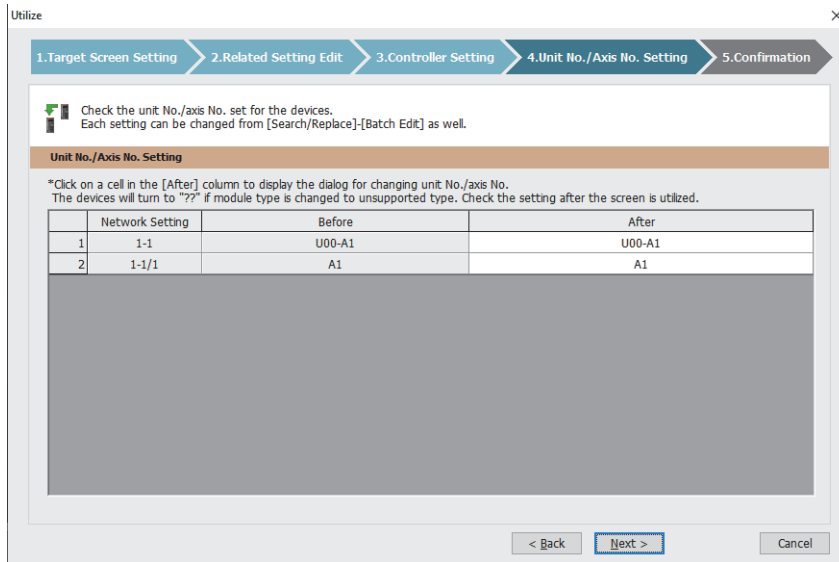 Utilize
1.Target Screen Setting 2.Related Setting Edit 3.Controller Setting 4.Unit No./Axis No. Setting 5.Confirmation
Check the unit No./axis No. set for the devices.
Each setting can be changed from [Search/Replace]-[Batch Edit] as well.
Unit No./Axis No. Setting
*Click on a cell in the [After] column to display the dialog for changing unit No./axis No.
The devices will turn to "??" if module type is changed to unsupported type. Check the setting after the screen is utilized.
Network Setting Before After
1 1-1 U00-A1 U00-A1
2 1-1/1 A1 A1
< Back Next > Cancel